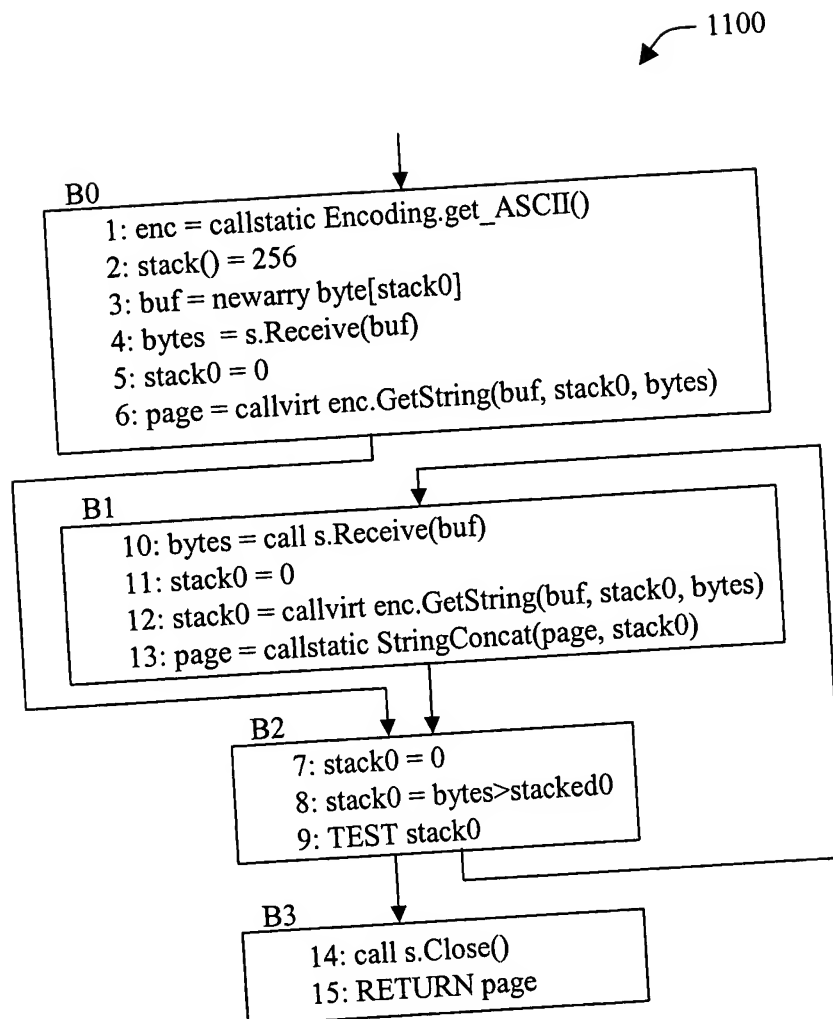 1100
B0
1: enc = callstatic Encoding.get_ASCII()
2: stack() = 256
3: buf = newarry byte[stack0]
4: bytes = s.Receive(buf)
5: stack0 = 0
6: page = callvirt enc.GetString(buf, stack0, bytes)
B1
10: bytes = call s.Receive(buf)
11: stack0 = 0
12: stack0 = callvirt enc.GetString(buf, stack0, bytes)
13: page = callstatic StringConcat(page, stack0)
B2
7: stack0 = 0
8: stack0 = bytes>stacked0
9: TEST stack0
B3
14: call s.Close()
15: RETURN page